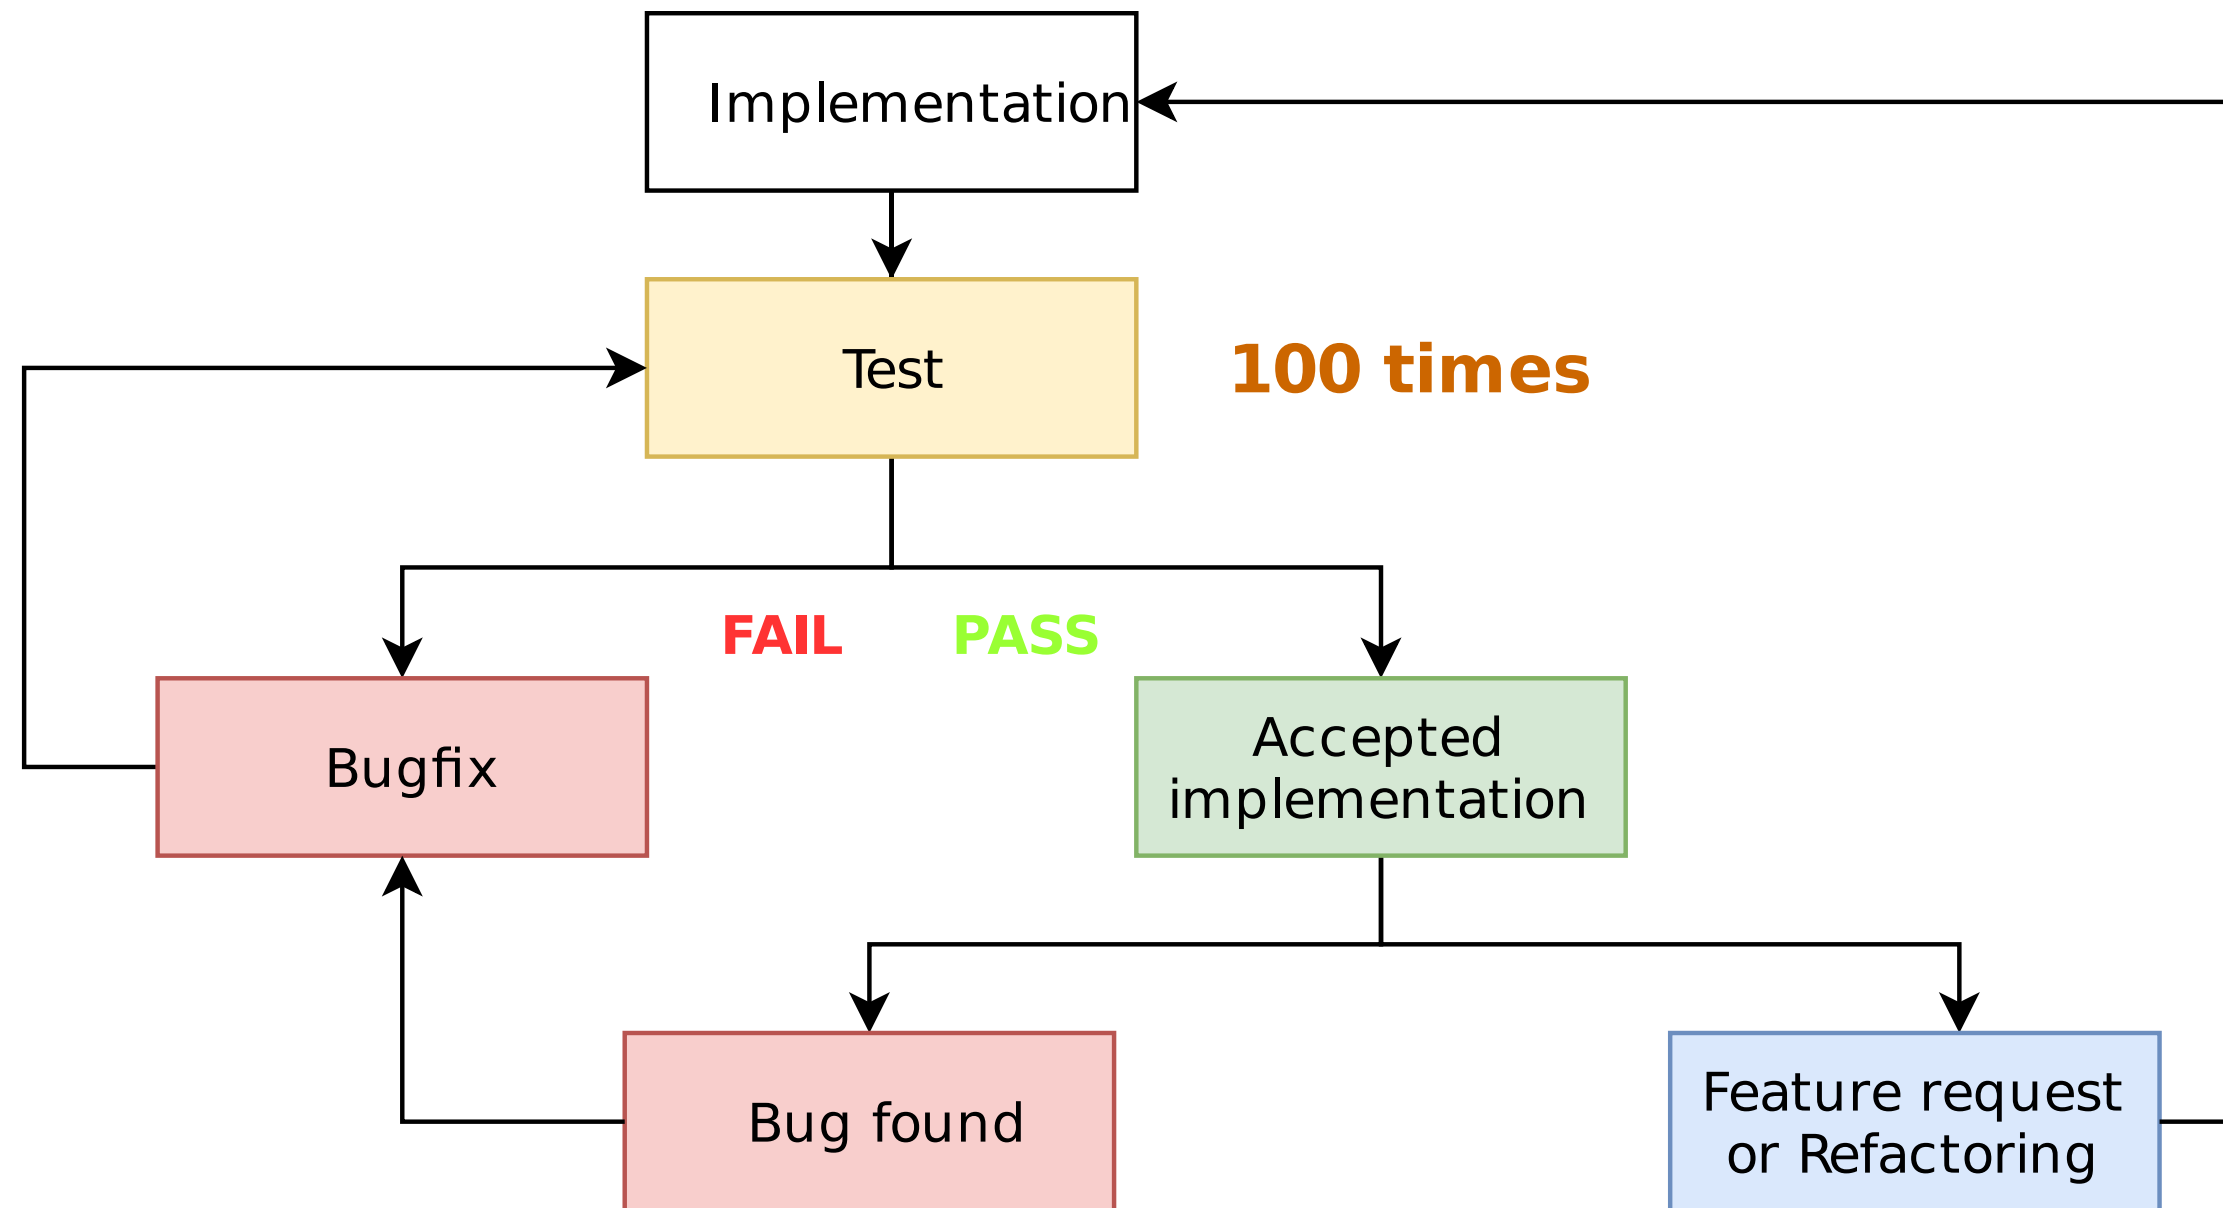 Implementation
Test
100 times
FAIL
PASS
Bugfix
Accepted
implementation
Bug found
Feature request
or Refactoring